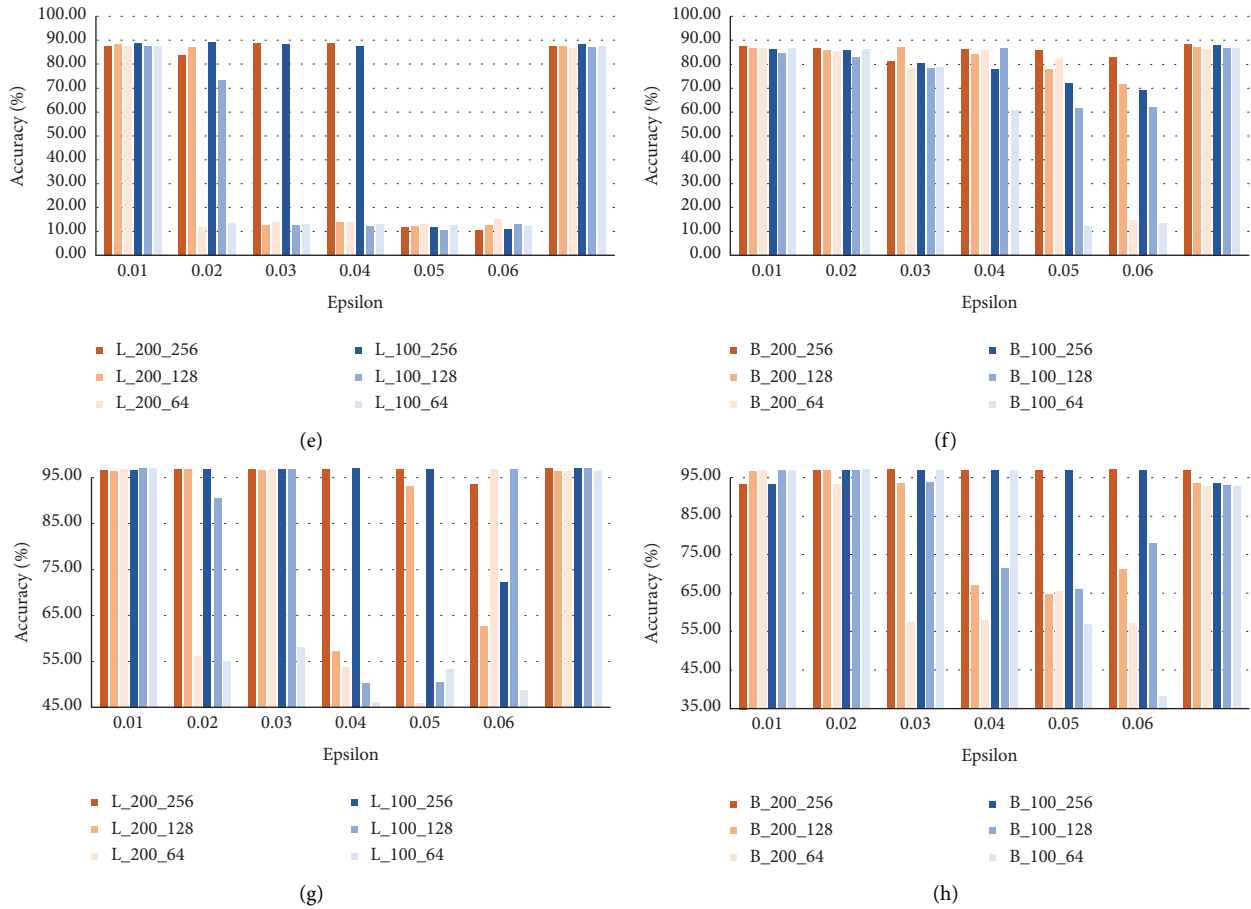 100.00
90.00
80.00
70.00
60.00
50.00
40.00
30.00
20.00
10.00
0.00
Accuracy (%)
0.01 0.02 0.03 0.04 0.05 0.06
Epsilon
L_200_256 L_100_256
L_200_128 L_100_128
L_200_64 L_100_64
(e)
100.00
90.00
80.00
70.00
60.00
50.00
40.00
30.00
20.00
10.00
0.00
Accuracy (%)
0.01 0.02 0.03 0.04 0.05 0.06
Epsilon
B_200_256 B_100_256
B_200_128 B_100_128
B_200_64 B_100_64
(f)
95.00
85.00
75.00
65.00
55.00
45.00
Accuracy (%)
0.01 0.02 0.03 0.04 0.05 0.06
Epsilon
L_200_256 L_100_256
L_200_128 L_100_128
L_200_64 L_100_64
(g)
95.00
85.00
75.00
65.00
55.00
45.00
35.00
Accuracy (%)
0.01 0.02 0.03 0.04 0.05 0.06
Epsilon
B_200_256 B_100_256
B_200_128 B_100_128
B_200_64 B_100_64
(h)